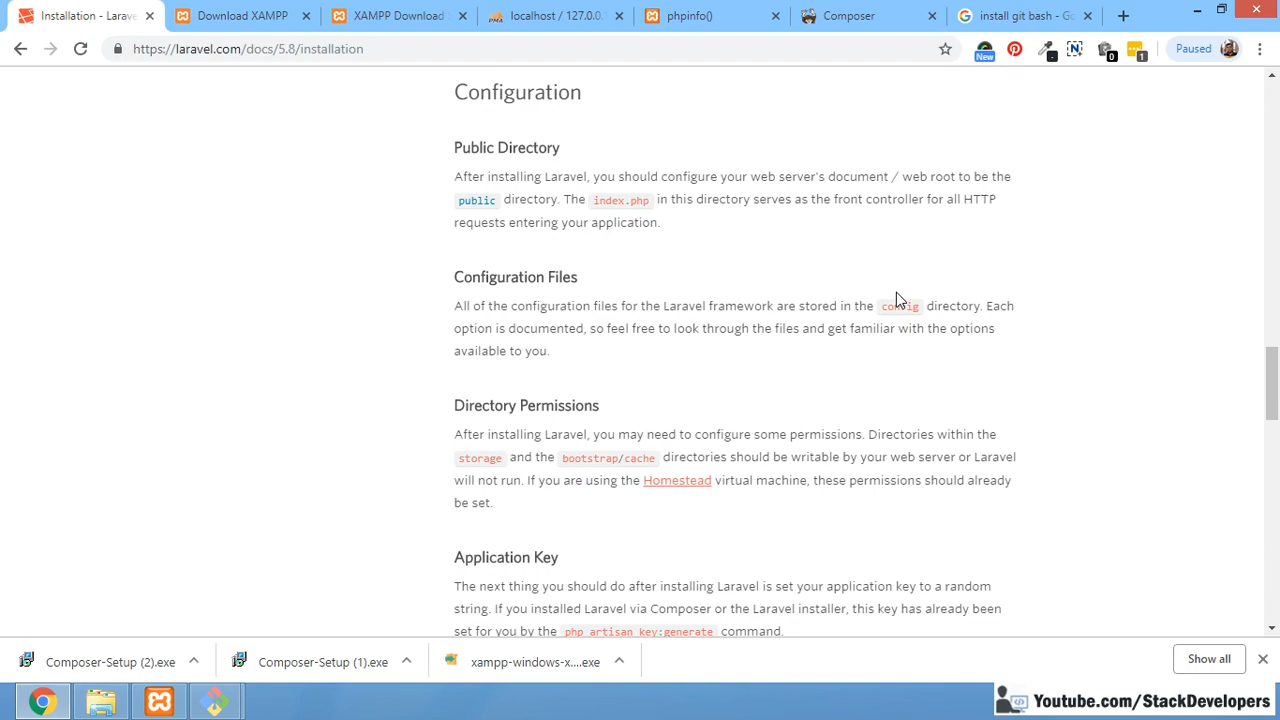 Installation - Larave
Download XAMPP
XAMPP Download
localhost / 127.0.0.
phpinfo()
Composer
install git bash - Go
https://laravel.com/docs/5.8/installation
New
0
1
Paused
Configuration
Public Directory
After installing Laravel, you should configure your web server's document / web root to be the
public directory. The index.php in this directory serves as the front controller for all HTTP
requests entering your application.
Configuration Files
All of the configuration files for the Laravel framework are stored in the config directory. Each
option is documented, so feel free to look through the files and get familiar with the options
available to you.
Directory Permissions
After installing Laravel, you may need to configure some permissions. Directories within the
storage and the bootstrap/cache directories should be writable by your web server or Laravel
will not run. If you are using the Homestead virtual machine, these permissions should already
be set.
Application Key
The next thing you should do after installing Laravel is set your application key to a random
string. If you installed Laravel via Composer or the Laravel installer, this key has already been
set for you by the php artisan key:generate command.
Composer-Setup (2).exe
Composer-Setup (1).exe
xampp-windows-x....exe
Show all
Youtube.com/StackDevelopers